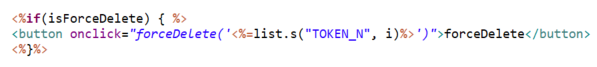 <%if(isForceDelete) { %>
<button onclick="forceDelete('<%=list.s("TOKEN_N", i)%>')">forceDelete</button>
<%}%>